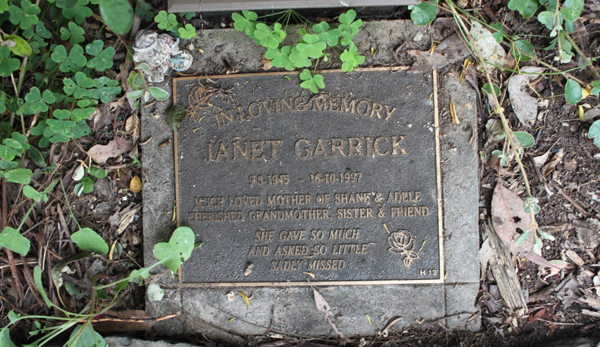 IN LOVING MEMORY
JANET GARRICK
1945 - 16-10-1997
MUCH LOVED MOTHER OF SHANE & ADELE
CHERISHED GRANDMOTHER, SISTER & FRIEND
SHE GAVE SO MUCH
AND ASKED SO LITTLE
SADLY MISSED
H 13